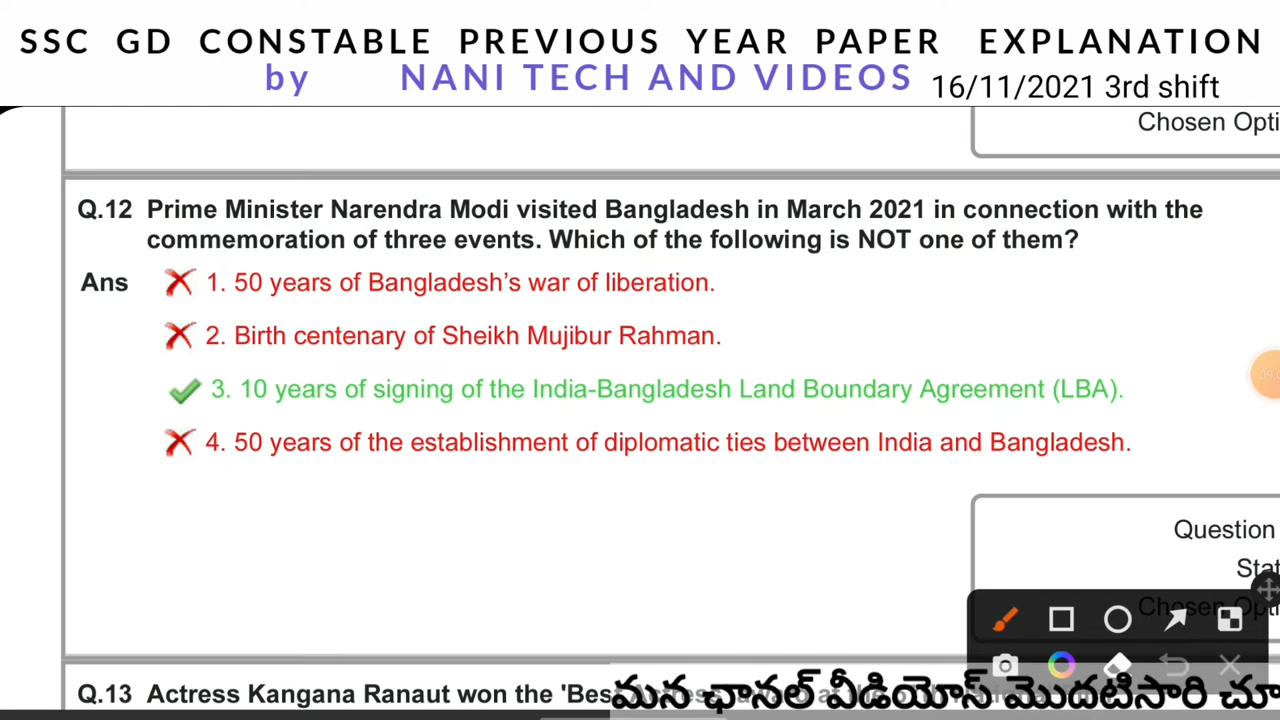 SSC GD CONSTABLE PREVIOUS YEAR PAPER EXPLANATION
by NANI TECH AND VIDEOS 16/11/2021 3rd shift
Chosen Opti
Q.12 Prime Minister Narendra Modi visited Bangladesh in March 2021 in connection with the
commemoration of three events. Which of the following is NOT one of them?
Ans 1. 50 years of Bangladesh’s war of liberation.
2. Birth centenary of Sheikh Mujibur Rahman.
3. 10 years of signing of the India-Bangladesh Land Boundary Agreement (LBA).
4. 50 years of the establishment of diplomatic ties between India and Bangladesh.
Question
Stat
Chosen Opti
Q.13 Actress Kangana Ranaut won the 'Best
మన ఛానల్ వీడియోస్ మొదటిసారి చూ